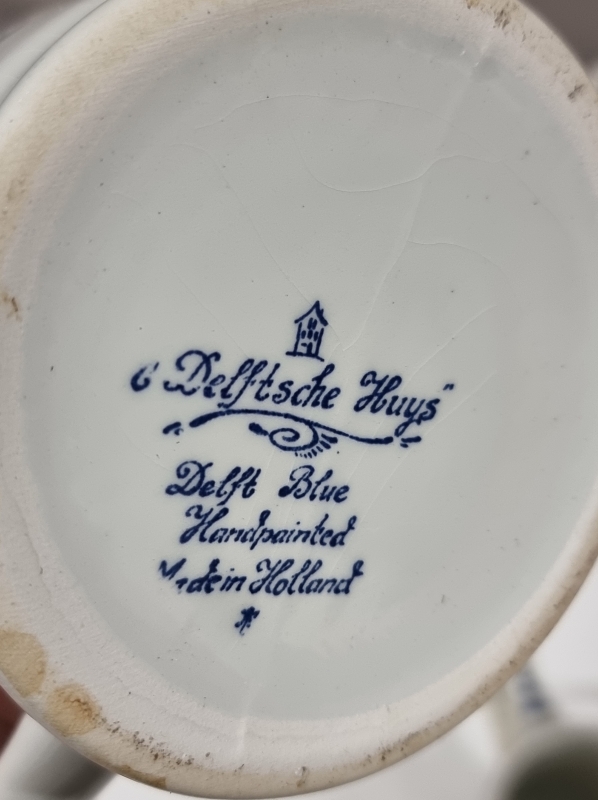 Delftsche Huys"
Delft Blue
Handpainted
Made in Holland